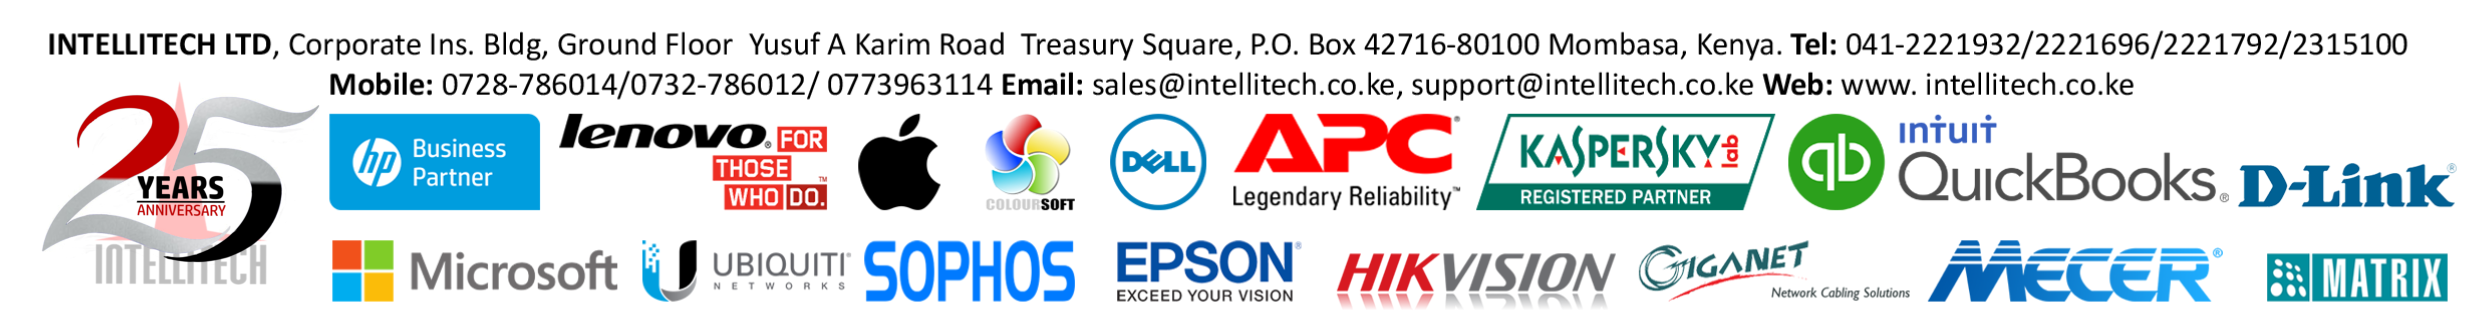 INTELLITECH LTD, Corporate Ins. Bldg, Ground Floor Yusuf A Karim Road Treasury Square, P.O. Box 42716-80100 Mombasa, Kenya. Tel: 041-2221932/2221696/2221792/2315100
Mobile: 0728-786014/0732-786012/ 0773963114 Email: sales@intellitech.co.ke, support@intellitech.co.ke Web: www. intellitech.co.ke
25
YEARS
ANNIVERSARY
INTELLITECH
hp Business
Partner
lenovo. FOR
THOSE
WHO DO.™
COLOURSOFT
DELL
APC®
Legendary Reliability™
KASPERSKY lab
REGISTERED PARTNER
qb
intuit
QuickBooks®
D-Link®
Microsoft
U
UBIQUITI®
NETWORKS
SOPHOS
EPSON®
EXCEED YOUR VISION
HIKVISION
GIGANET
Network Cabling Solutions
MECER®
MATRIX